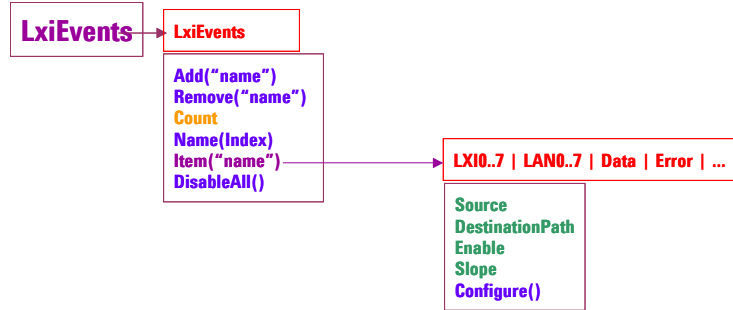 LxiEvents
LxiEvents
Add(“name”)
Remove(“name”)
Count
Name(Index)
Item(“name”)
DisableAll()
LXI0..7 | LAN0..7 | Data | Error | ...
Source
DestinationPath
Enable
Slope
Configure()